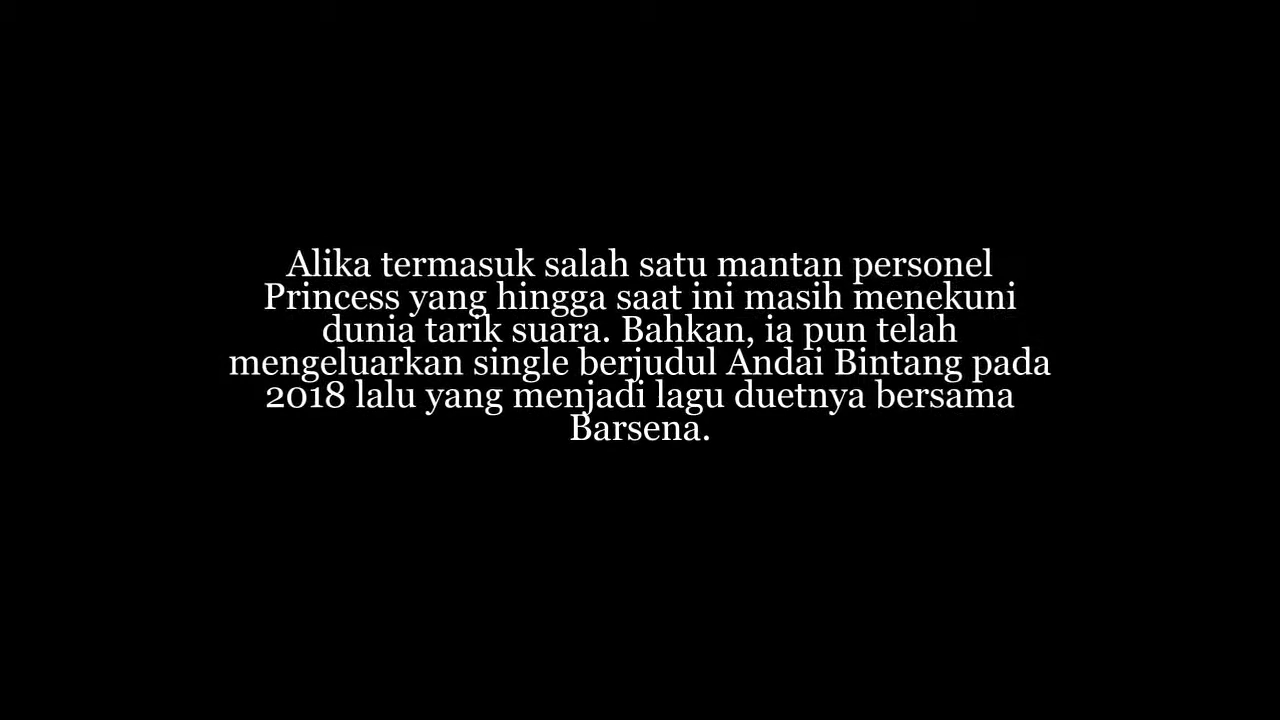 Alika termasuk salah satu mantan personel
Princess yang hingga saat ini masih menekuni
dunia tarik suara. Bahkan, ia pun telah
mengeluarkan single berjudul Andai Bintang pada
2018 lalu yang menjadi lagu duetnya bersama
Barsena.